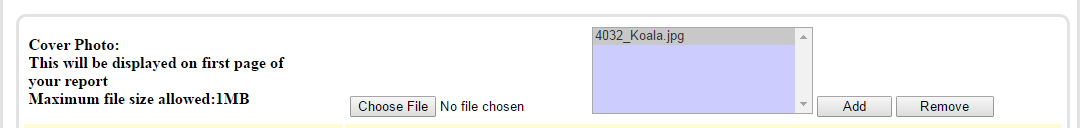 Cover Photo:
This will be displayed on first page of
your report
Maximum file size allowed:1MB
Choose File No file chosen
4032_Koala.jpg
Add
Remove